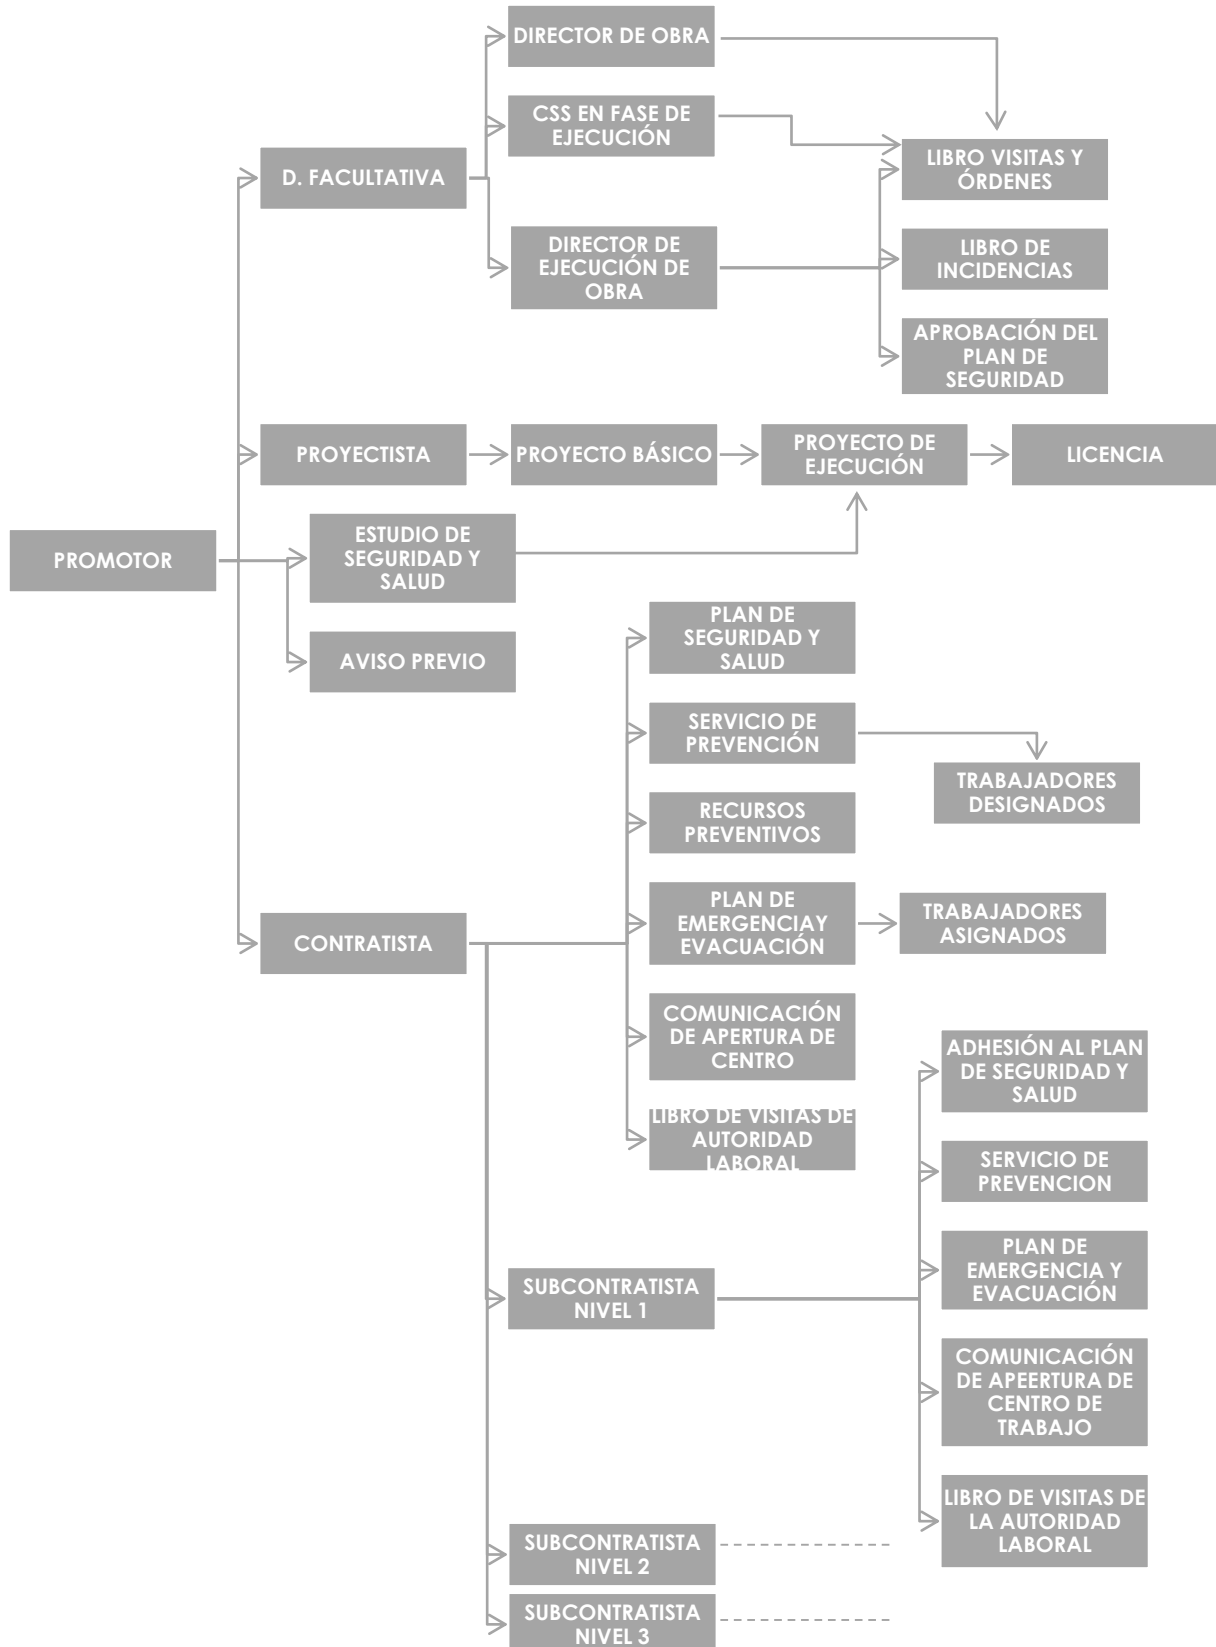 DIRECTOR DE OBRA
CSS EN FASE DE
EJECUCIÓN
D. FACULTATIVA
LIBRO VISITAS Y
ÓRDENES
DIRECTOR DE
EJECUCIÓN DE
OBRA
LIBRO DE
INCIDENCIAS
APROBACIÓN DEL
PLAN DE
SEGURIDAD
PROYECTISTA
PROYECTO BÁSICO
PROYECTO DE
EJECUCIÓN
LICENCIA
PROMOTOR
ESTUDIO DE
SEGURIDAD Y
SALUD
AVISO PREVIO
PLAN DE
SEGURIDAD Y
SALUD
SERVICIO DE
PREVENCIÓN
TRABAJADORES
DESIGNADOS
RECURSOS
PREVENTIVOS
CONTRATISTA
PLAN DE
EMERGENCIAY
EVACUACIÓN
TRABAJADORES
ASIGNADOS
COMUNICACIÓN
DE APERTURA DE
CENTRO
LIBRO DE VISITAS DE
AUTORIDAD
LABORAL
ADHESIÓN AL PLAN
DE SEGURIDAD Y
SALUD
SERVICIO DE
PREVENCION
SUBCONTRATISTA
NIVEL 1
PLAN DE
EMERGENCIA Y
EVACUACIÓN
COMUNICACIÓN
DE APEERTURA DE
CENTRO DE
TRABAJO
LIBRO DE VISITAS DE
LA AUTORIDAD
LABORAL
SUBCONTRATISTA
NIVEL 2
SUBCONTRATISTA
NIVEL 3